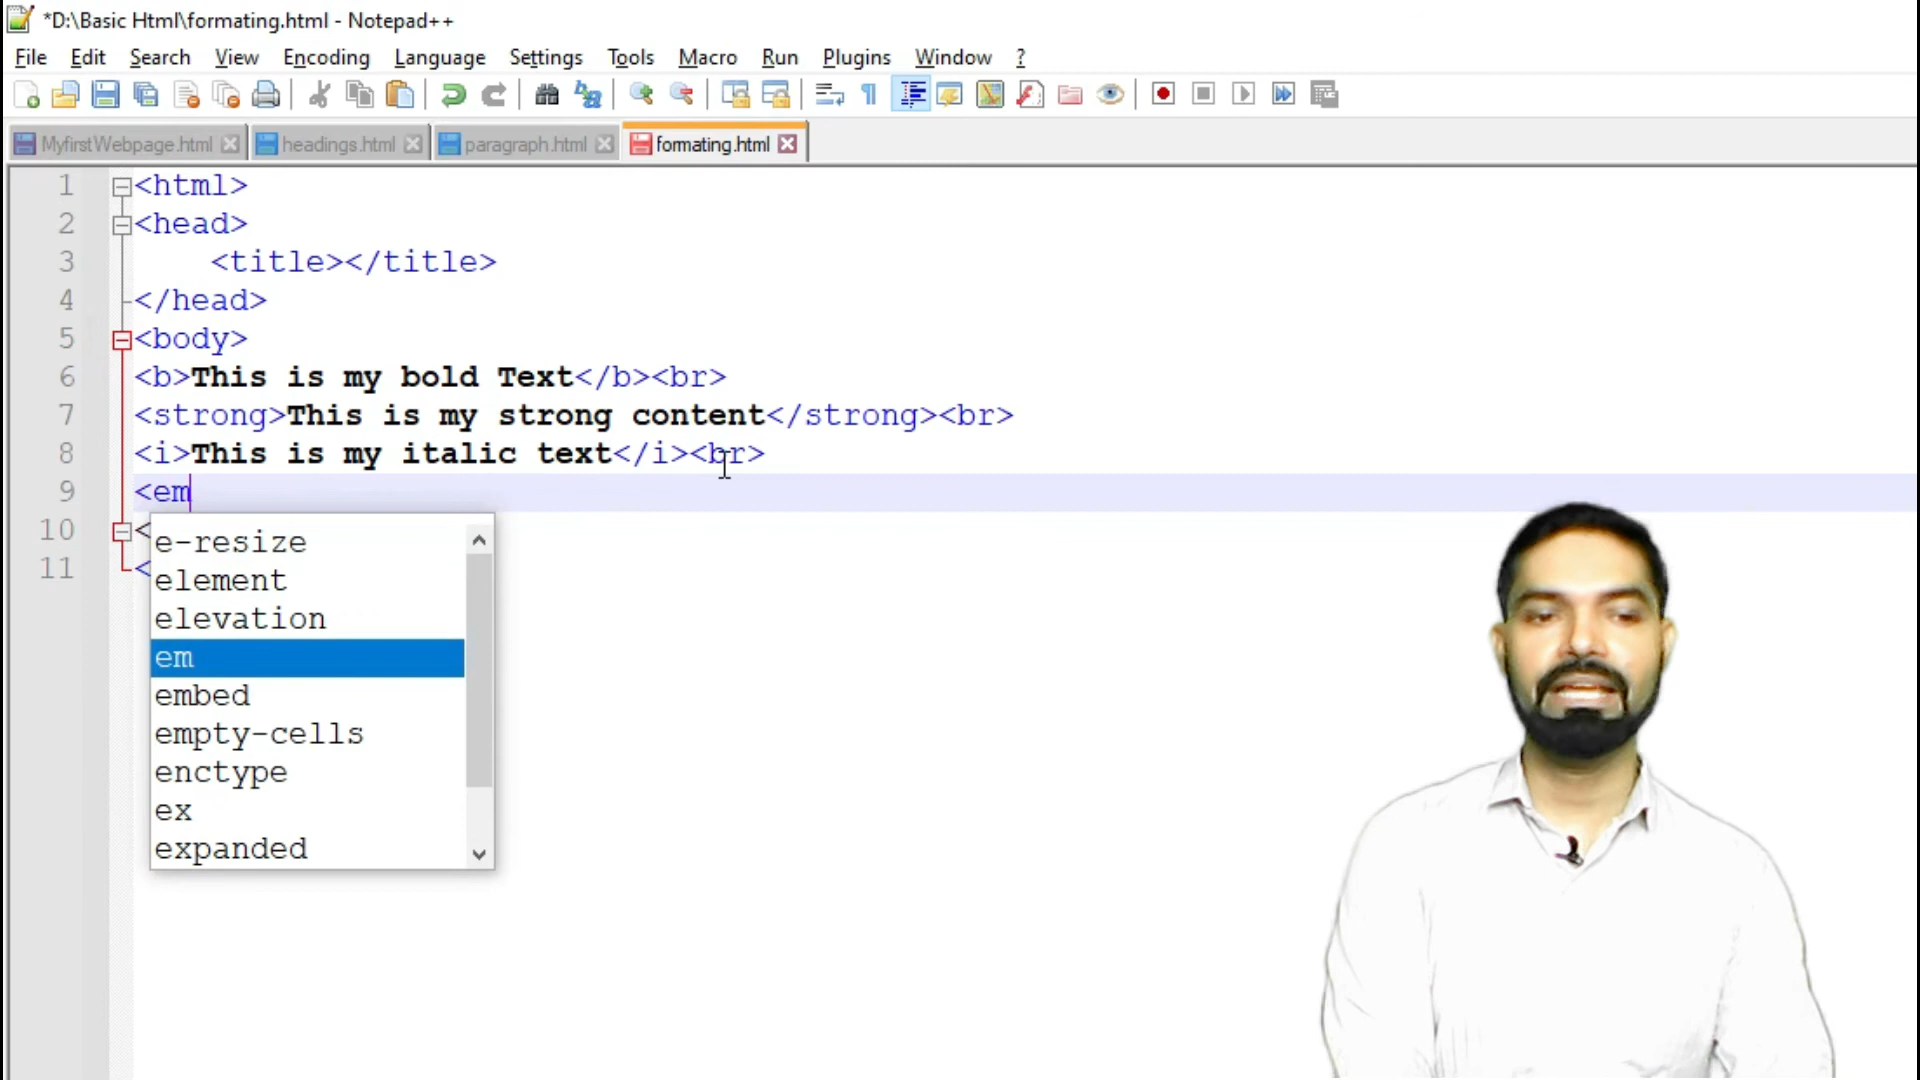 *D:\Basic Html\formating.html - Notepad++
File Edit Search View Encoding Language Settings Tools Macro Run Plugins Window ?
MyfirstWebpage.html headings.html paragraph.html formating.html
1 <html>
2 <head>
3 <title></title>
4 </head>
5 <body>
6 <b>This is my bold Text</b><br>
7 <strong>This is my strong content</strong><br>
8 <i>This is my italic text</i><br>
9 <em
10 <
11 <
e-resize
element
elevation
em
embed
empty-cells
enctype
ex
expanded